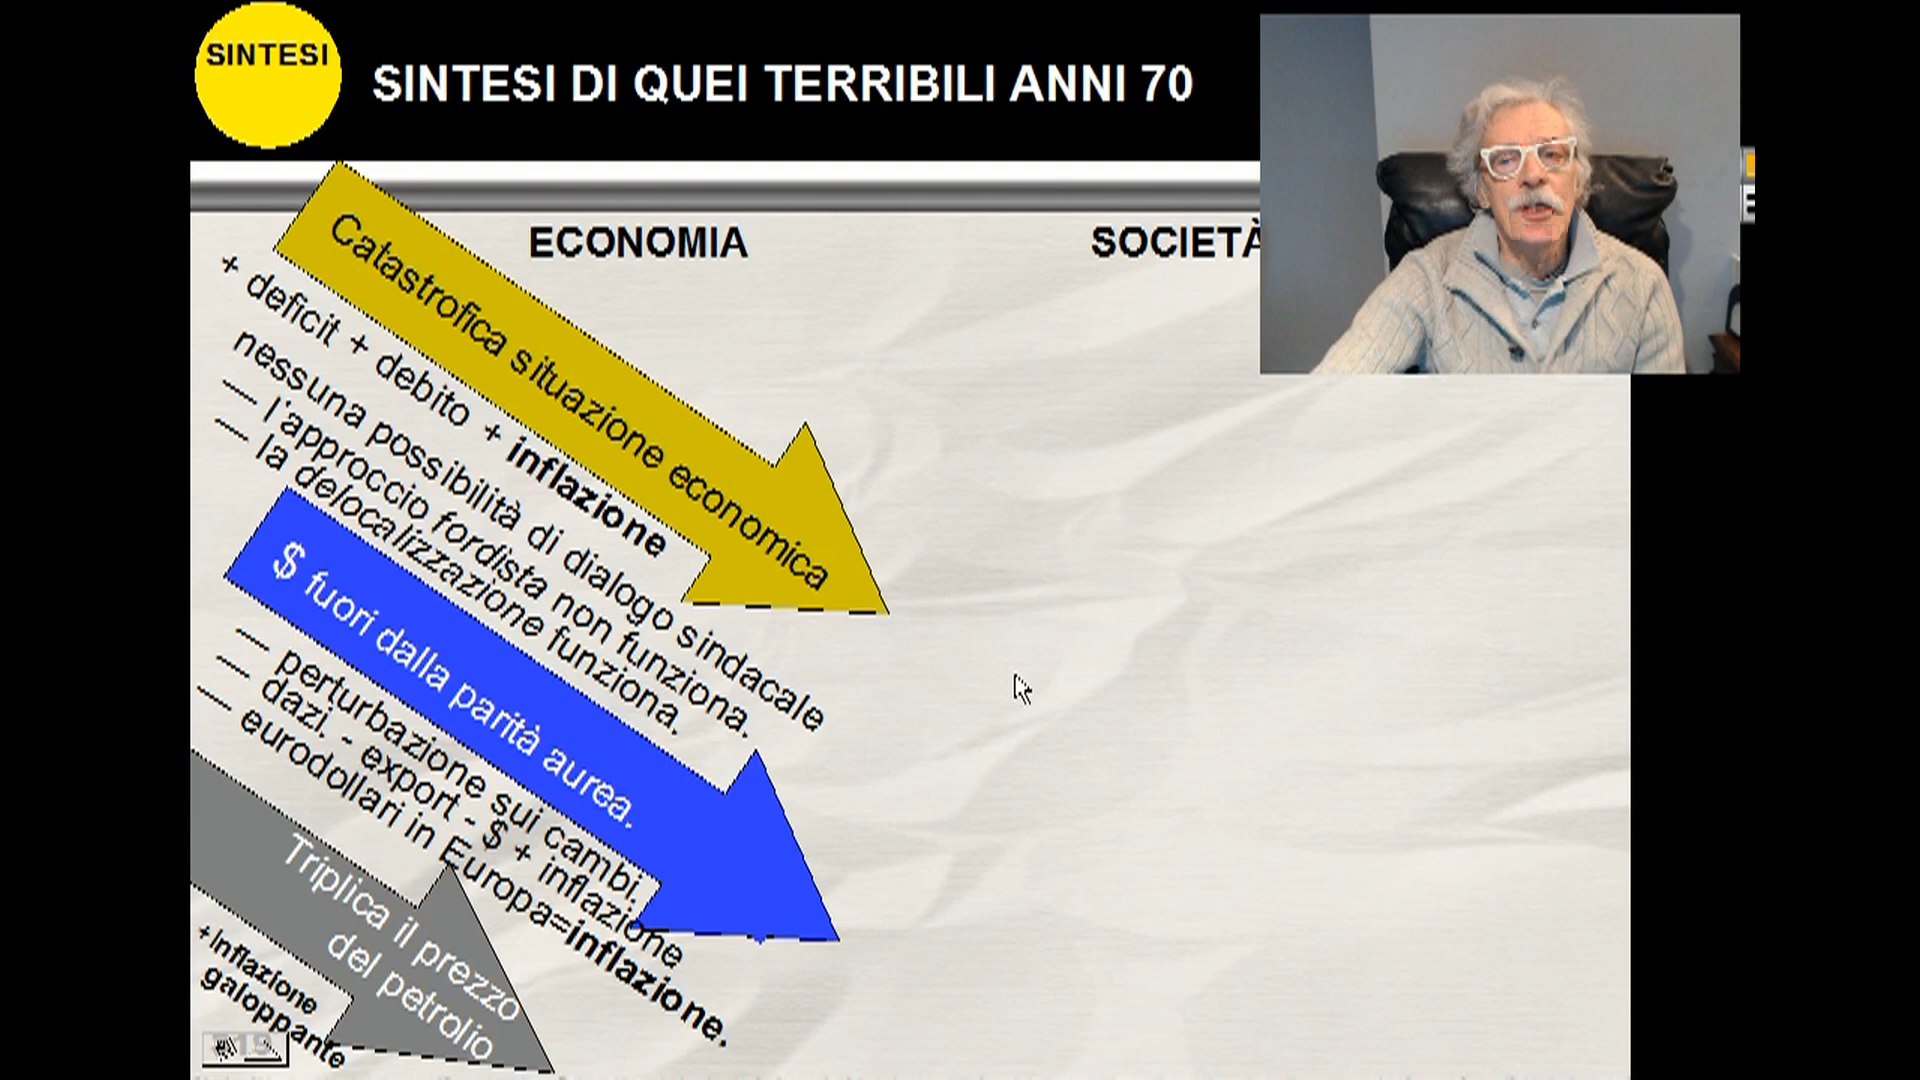 SINTESI
SINTESI DI QUEI TERRIBILI ANNI 70
ECONOMIA
SOCIETÀ
Catastrofica situazione economica
+ deficit + debito + inflazione
nessuna possibilità di dialogo sindacale
— l'approccio fordista non funziona.
— la delocalizzazione funziona.
$ fuori dalla parità aurea.
— perturbazione sui cambi.
— dazi. - export - $ + inflazione
— eurodollari in Europa=inflazione.
Triplica il prezzo
del petrolio
+Inflazione
galoppante